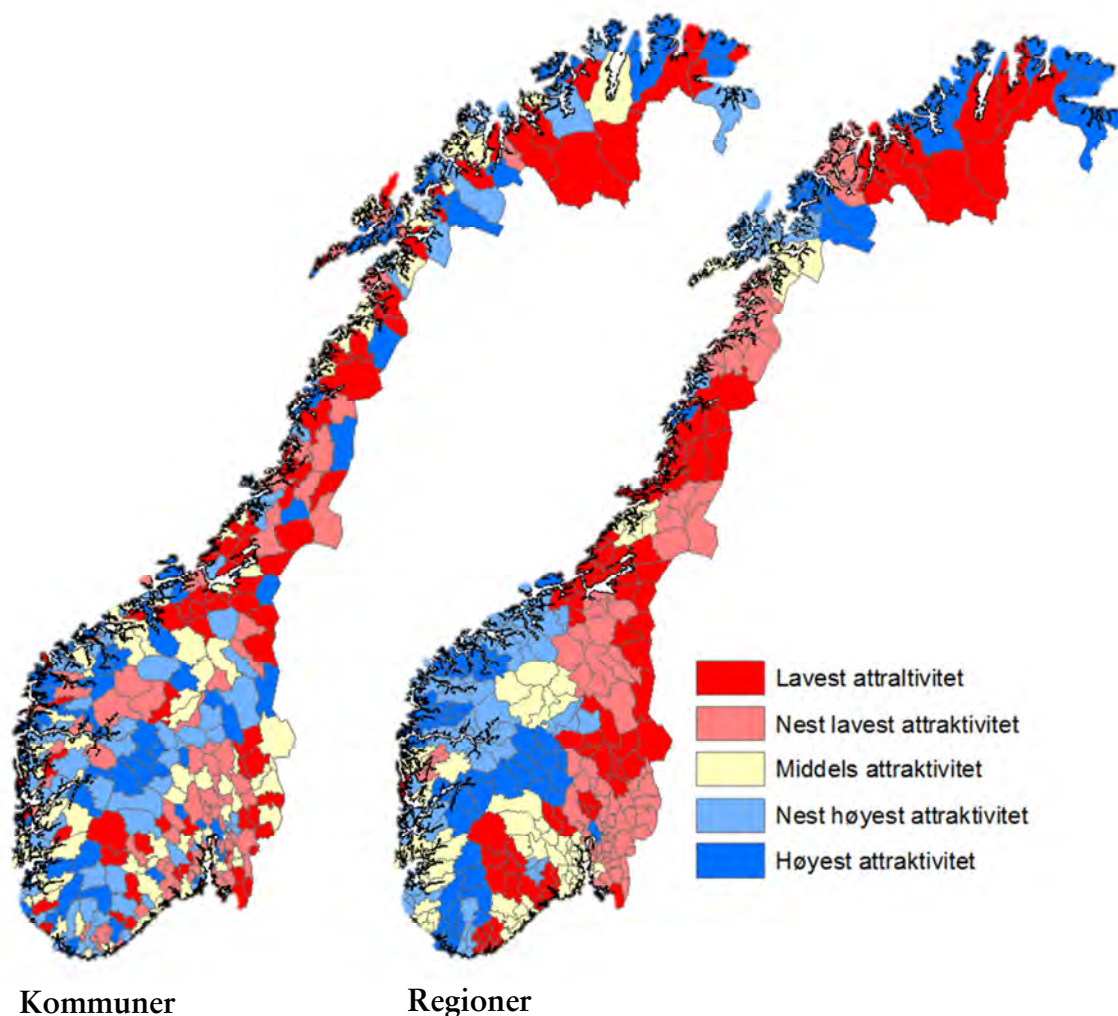 Lavest attraltivitet
Nest lavest attraktivitet
Middels attraktivitet
Nest høyest attraktivitet
Høyest attraktivitet
Kommuner
Regioner